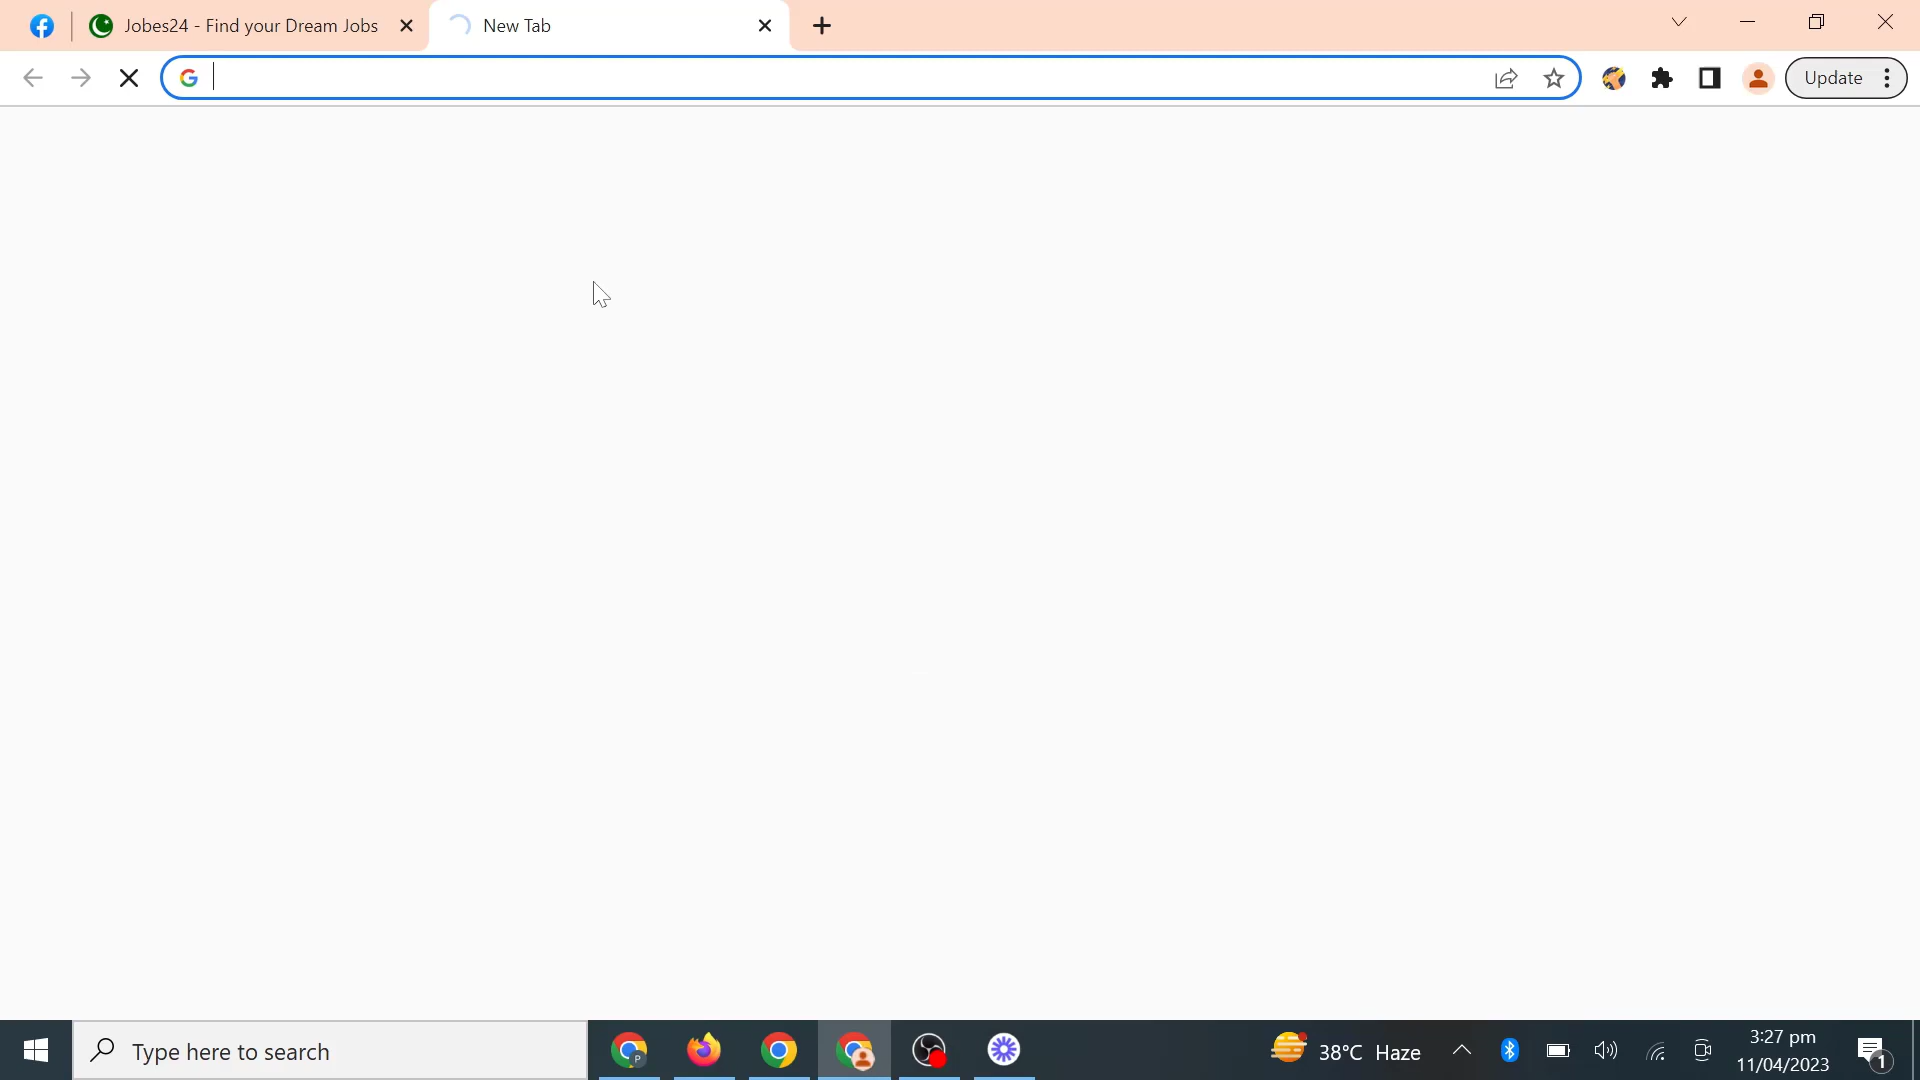 Jobes24 - Find your Dream Jobs
New Tab
Update
Type here to search
P
38°C Haze
3:27 pm
11/04/2023
1